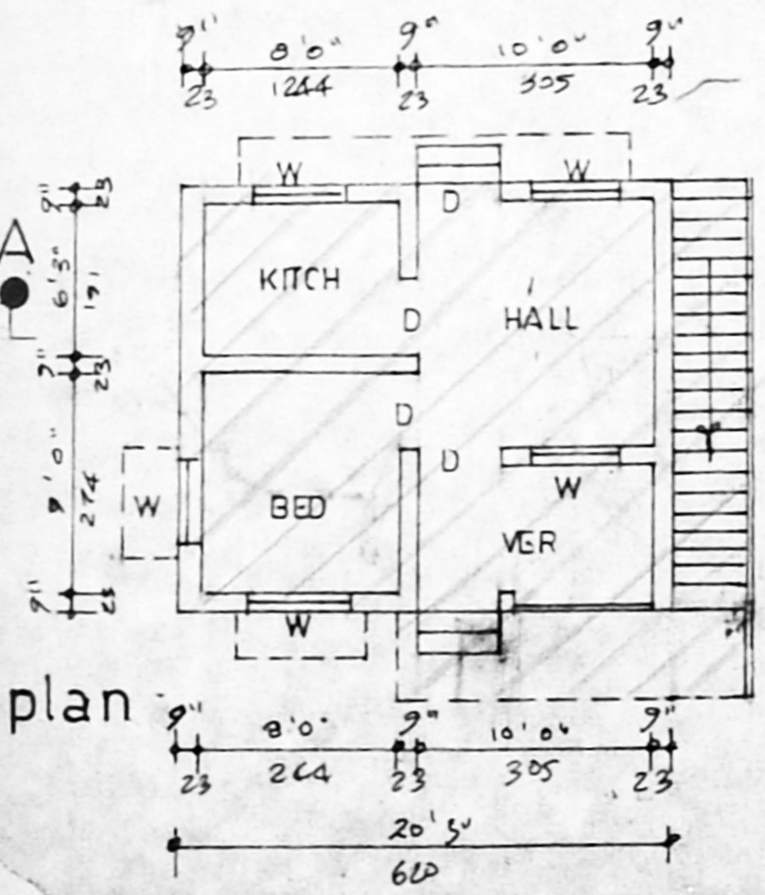 9" 8'0" 9" 10'0" 9"
23 1244 23 305 23
W W
D
9" 23
A
KITCH
6'3" 191
HALL
D
9" 23
D
D
9'0" 274
W
W
BED
VER
9" 23
W
plan
9" 8'0" 9" 10'0" 9"
23 244 23 305 23
20'3"
620